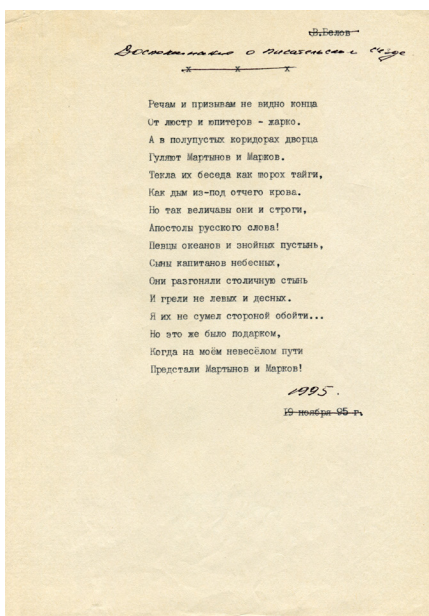 В.Белов
Воспоминание о писательском съезде
х х х
Речам и призывам не видно конца
От люстр и юпитеров - жарко.
А в полупустых коридорах дворца
Гуляют Мартынов и Марков.
Текла их беседа как шорох тайги,
Как дым из-под отчего крова.
Но так величавы они и строги,
Апостолы русского слова!
Певцы океанов и знойных пустынь,
Сыны капитанов небесных,
Они разгоняли столичную стынь
И грели не левых и десных.
Я их не сумел стороной обойти...
Но это же было подарком,
Когда на моём невесёлом пути
Предстали Мартынов и Марков!
1995.
19 ноября 95 г.